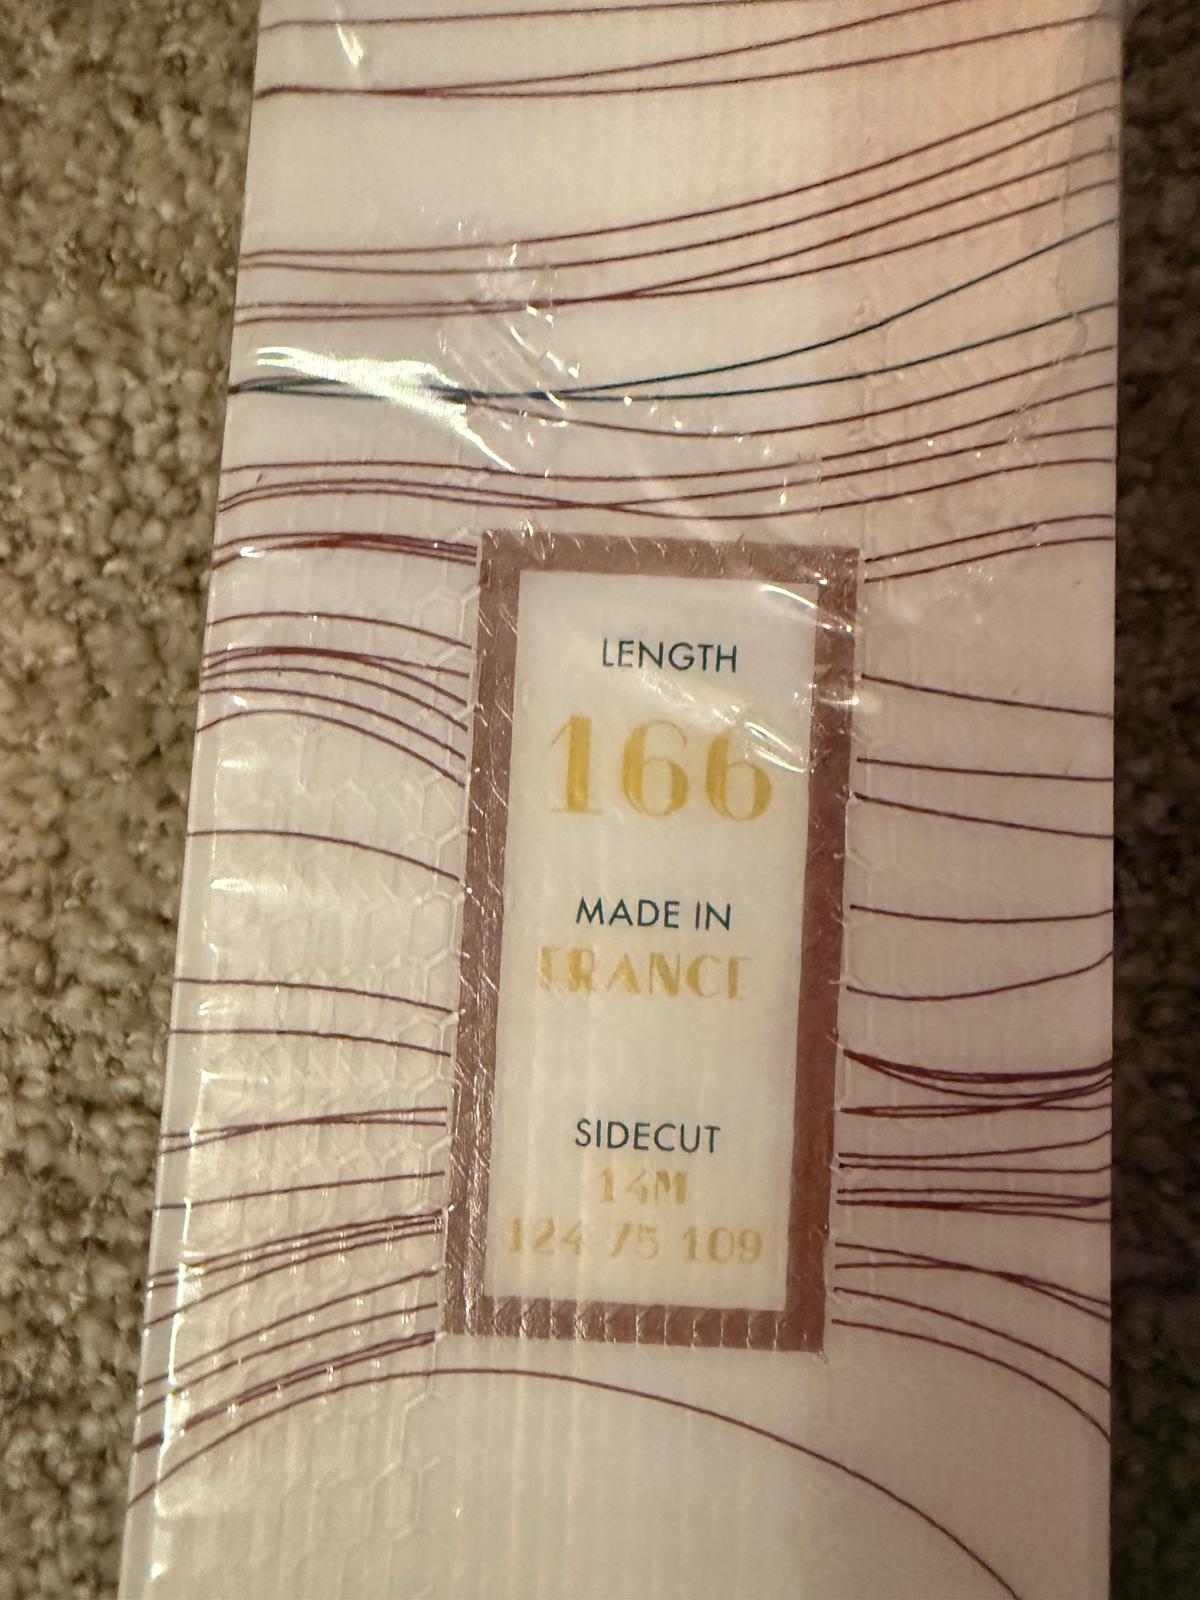 LENGTH
166
MADE IN
FRANCE
SIDECUT
14M
124 75 109